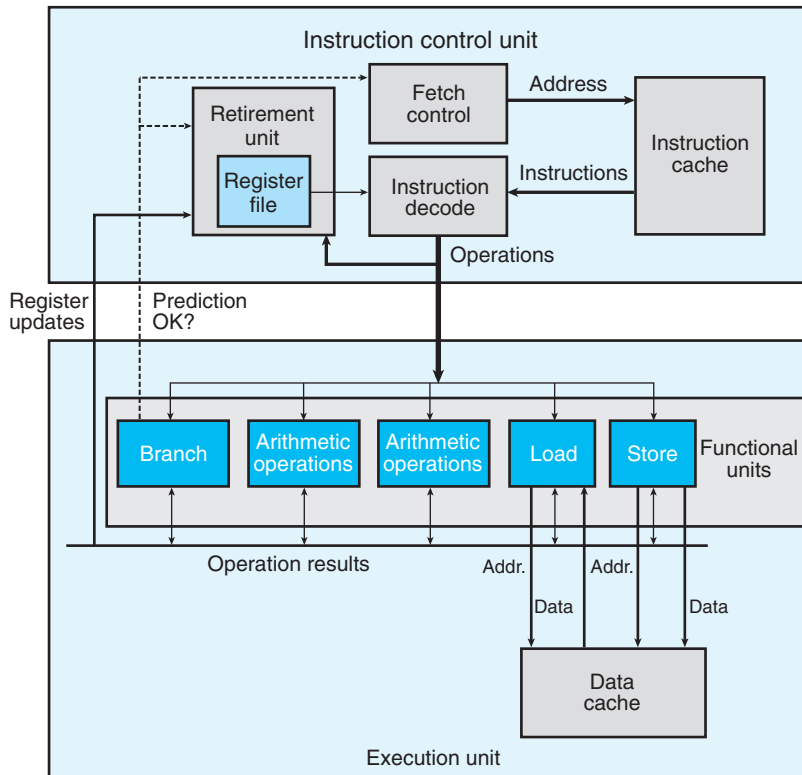 Instruction control unit
Fetch
control
Address
Retirement
unit
Instruction
cache
Register
file
Instruction
decode
Instructions
Operations
Register
updates
Prediction
OK?
Branch
Arithmetic
operations
Arithmetic
operations
Load
Store
Functional
units
Operation results
Addr.
Addr.
Data
Data
Data
cache
Execution unit